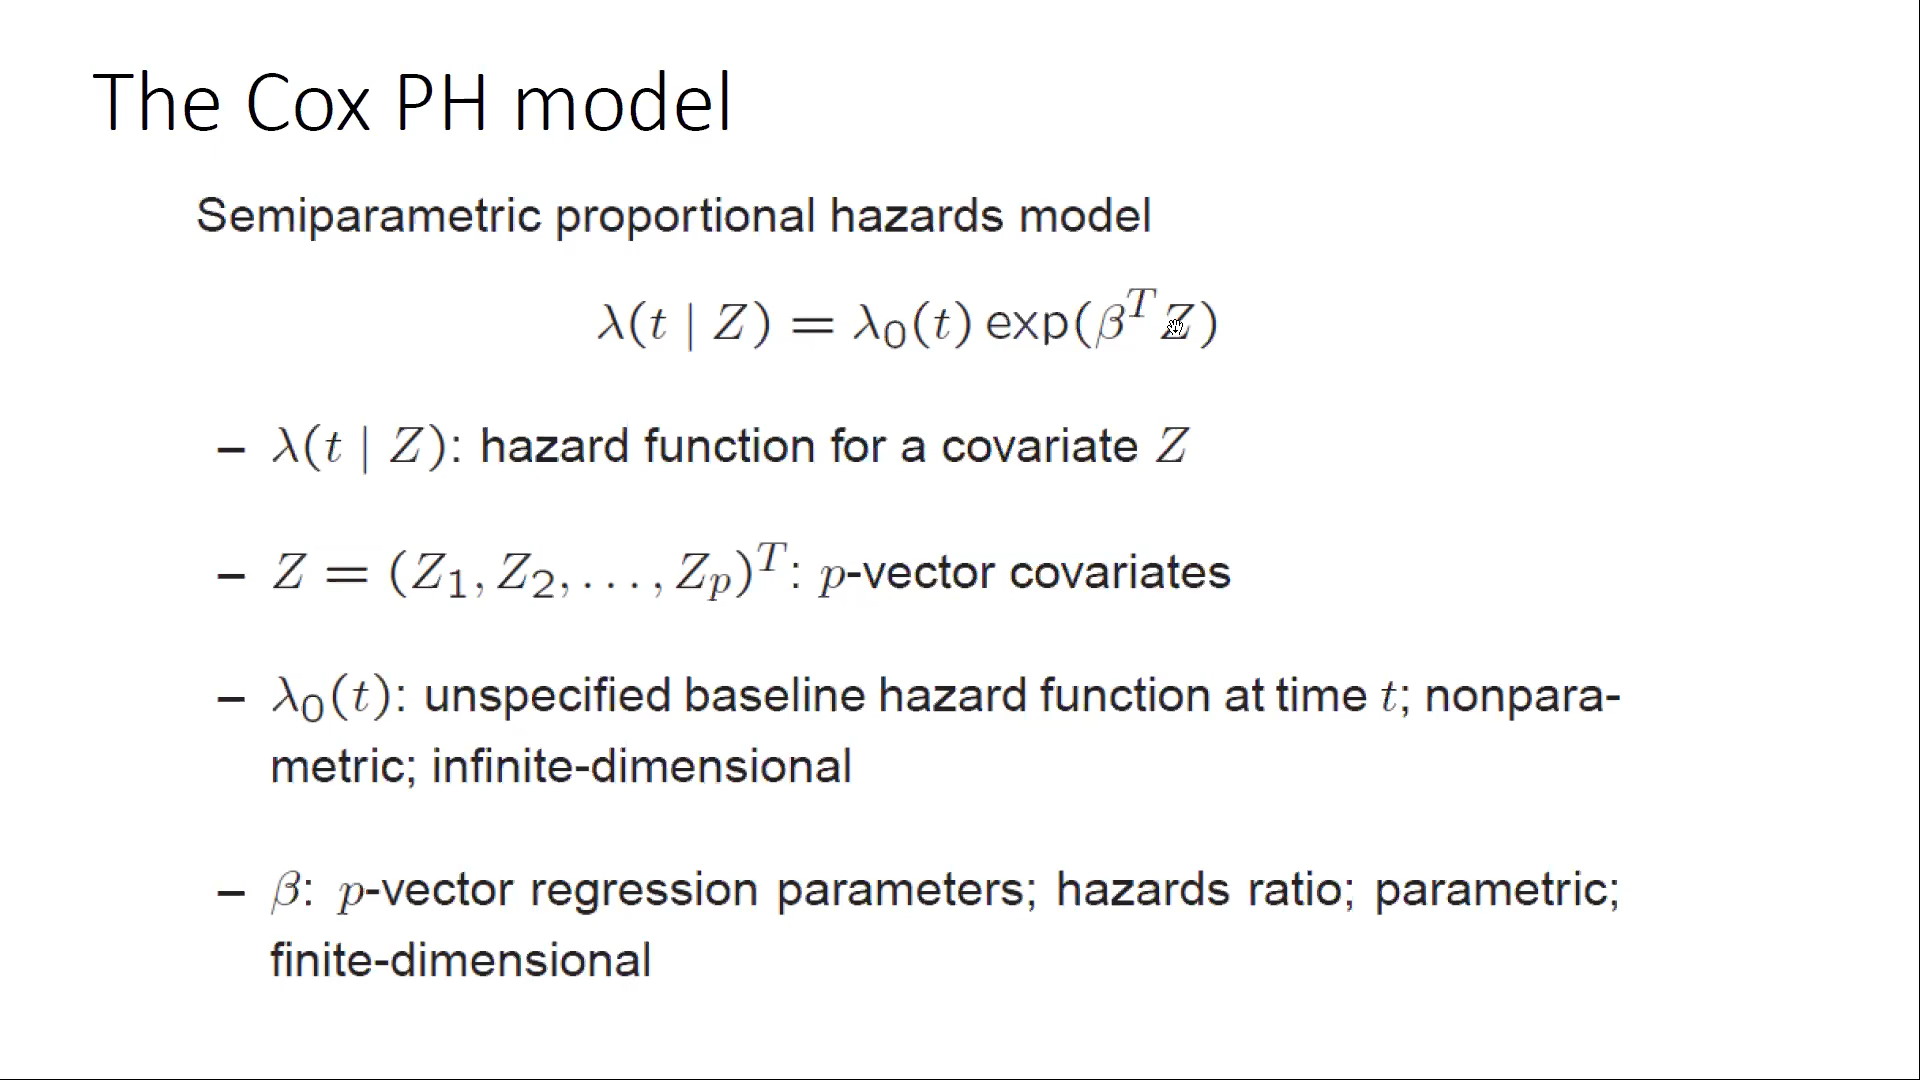 The Cox PH model
Semiparametric proportional hazards model
λ(t | Z) = λ₀(t) exp(βᵀZ)
– λ(t | Z): hazard function for a covariate Z
– Z = (Z₁, Z₂, . . . , Zₚ)ᵀ: p-vector covariates
– λ₀(t): unspecified baseline hazard function at time t; nonpara-
metric; infinite-dimensional
– β: p-vector regression parameters; hazards ratio; parametric;
finite-dimensional